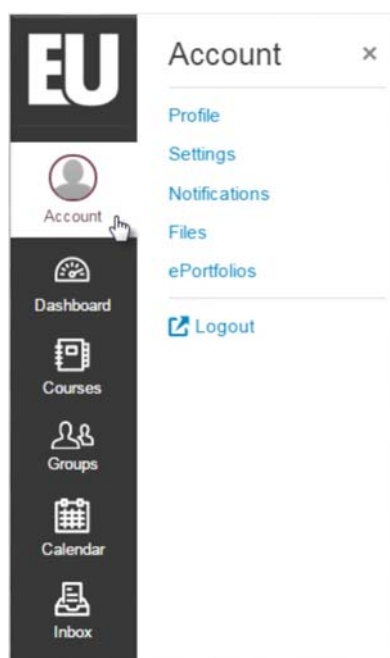 EU
Account
Dashboard
Courses
Groups
Calendar
Inbox
Account ×
Profile
Settings
Notifications
Files
ePortfolios
Logout